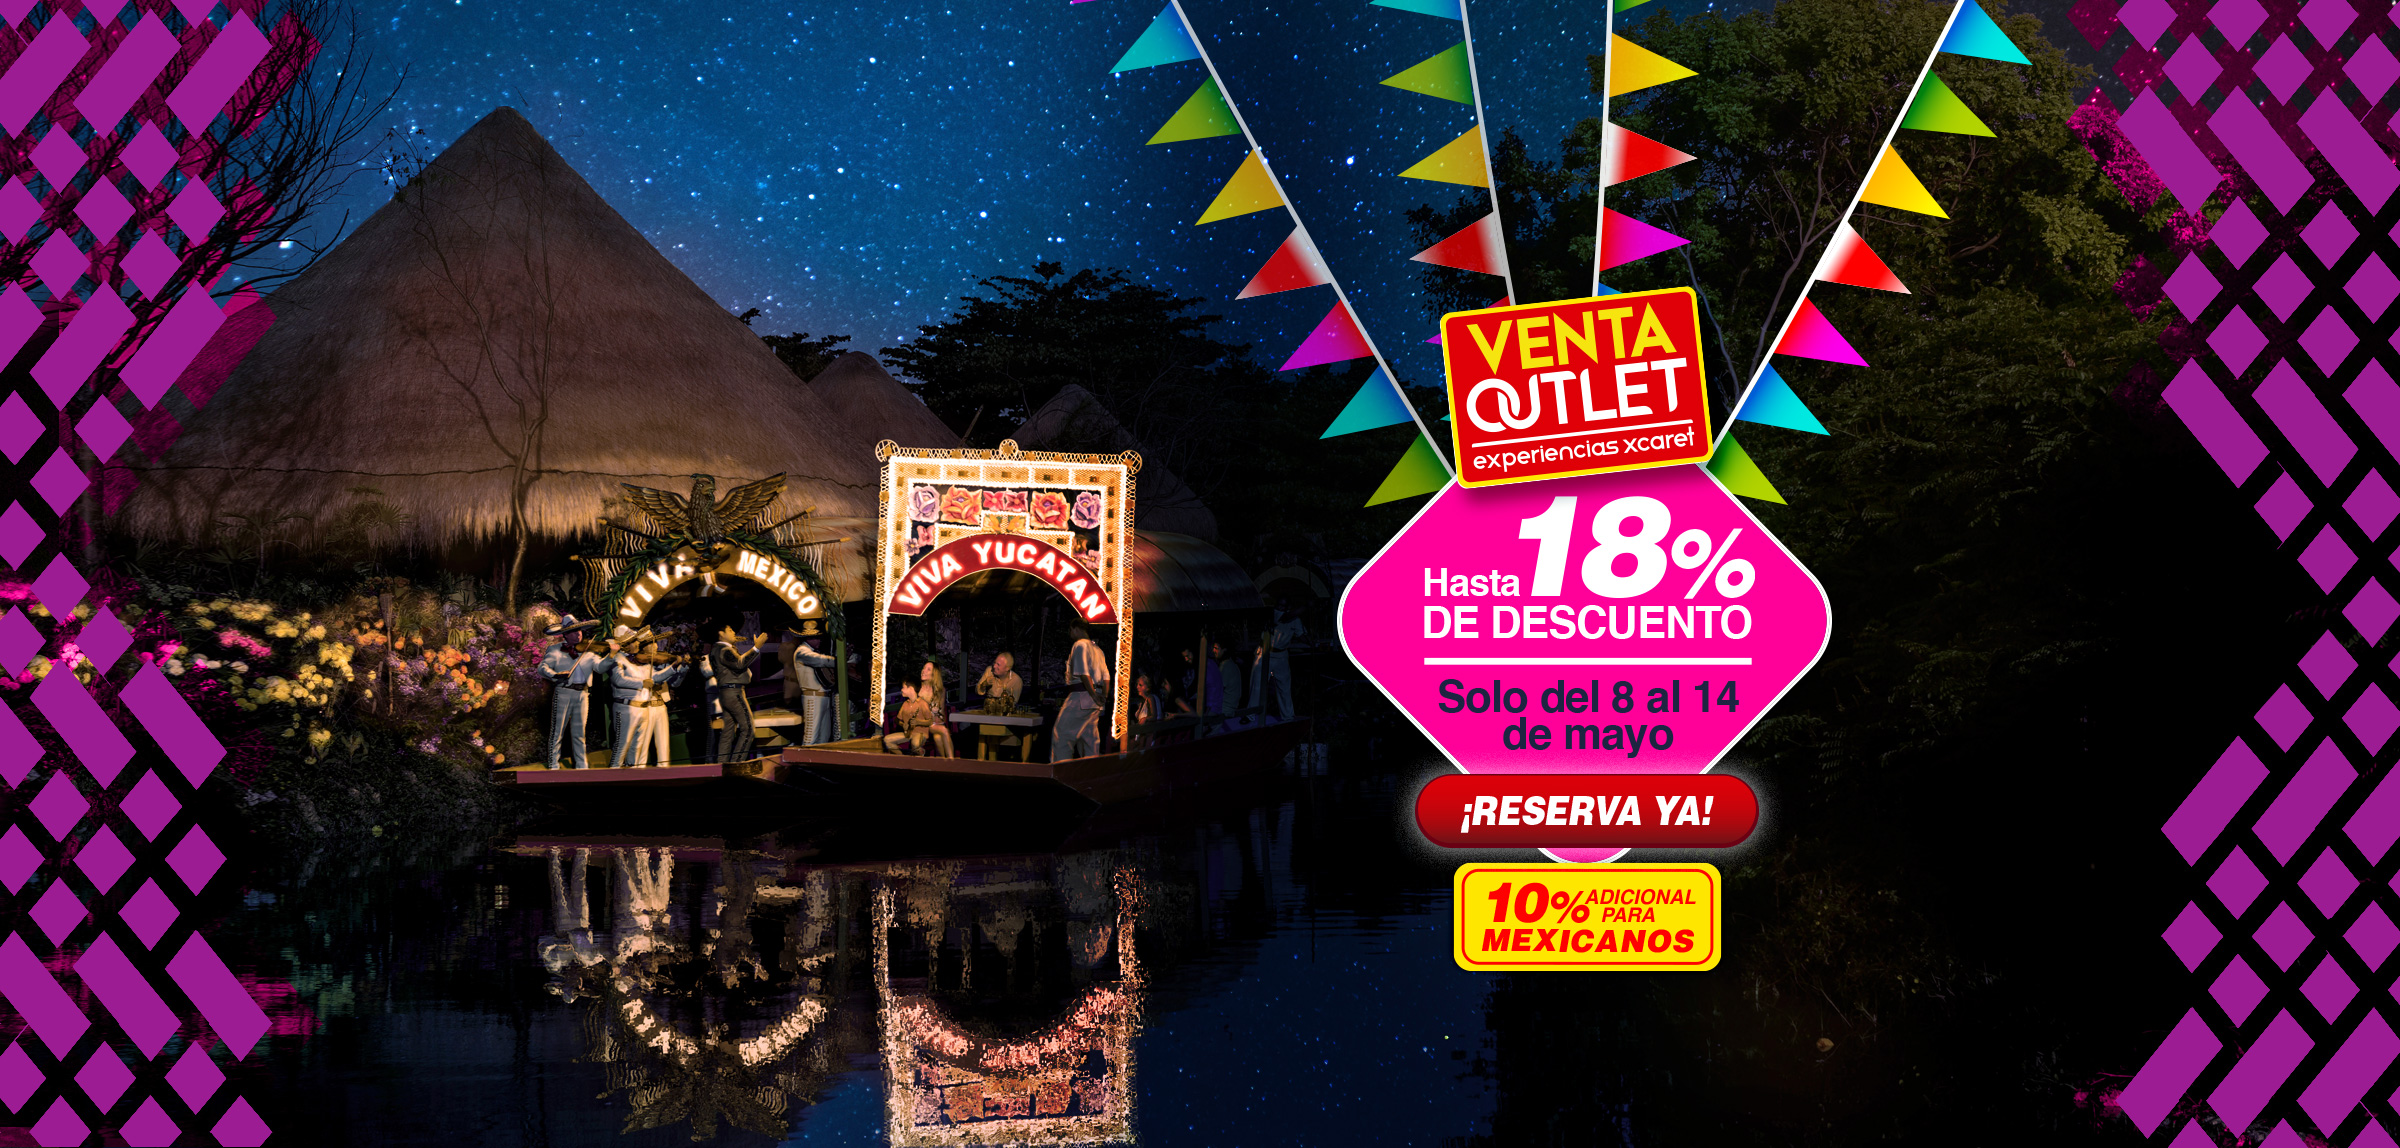 VIVA MEXICO
VIVA YUCATAN
VENTA
OUTLET
experiencias xcaret
Hasta 18%
DE DESCUENTO
Solo del 8 al 14
de mayo
¡RESERVA YA!
10% ADICIONAL
PARA
MEXICANOS